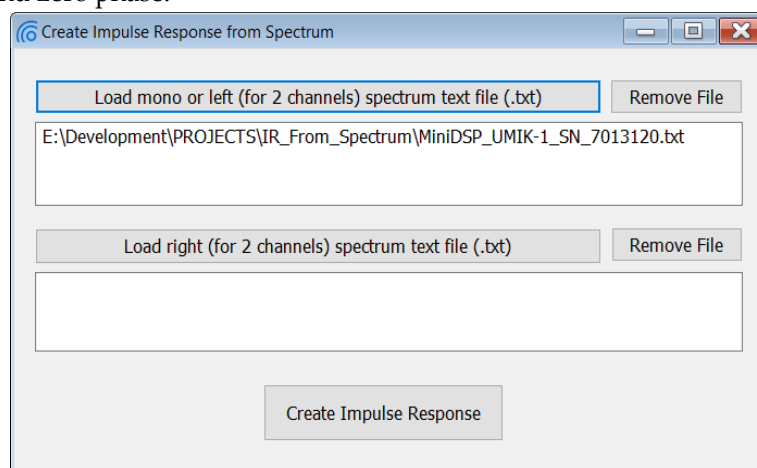 zero phase.
Create Impulse Response from Spectrum
Load mono or left (for 2 channels) spectrum text file (.txt) Remove File
E:\Development\PROJECTS\IR_From_Spectrum\MiniDSP_UMIK-1_SN_7013120.txt
Load right (for 2 channels) spectrum text file (.txt) Remove File
Create Impulse Response